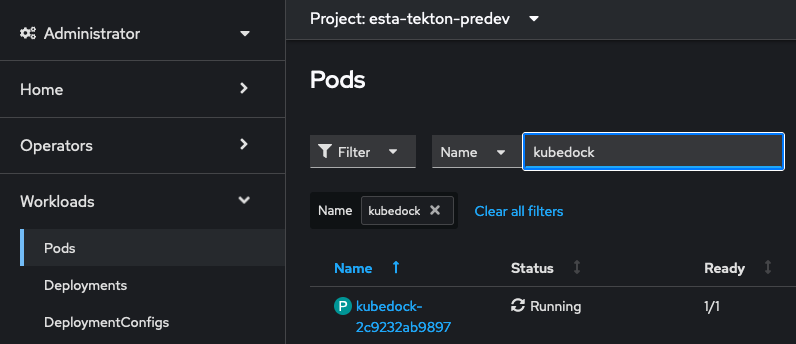 Administrator
Home
Operators
Workloads
Pods
Deployments
DeploymentConfigs
Project: esta-tekton-predev
Pods
Filter
Name
kubedock
Name kubedock
Clear all filters
Name Status Ready
P kubedock-
2c9232ab9897
Running 1/1